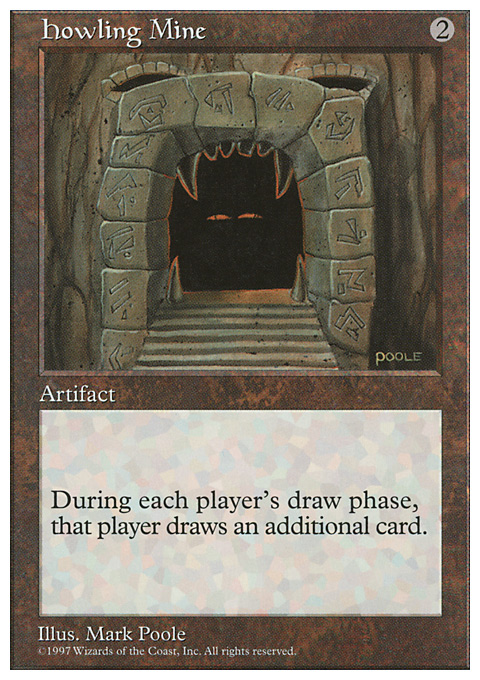 Howling Mine 2
POOLE
Artifact
During each player's draw phase,
that player draws an additional card.
Illus. Mark Poole
©1997 Wizards of the Coast, Inc. All rights reserved.